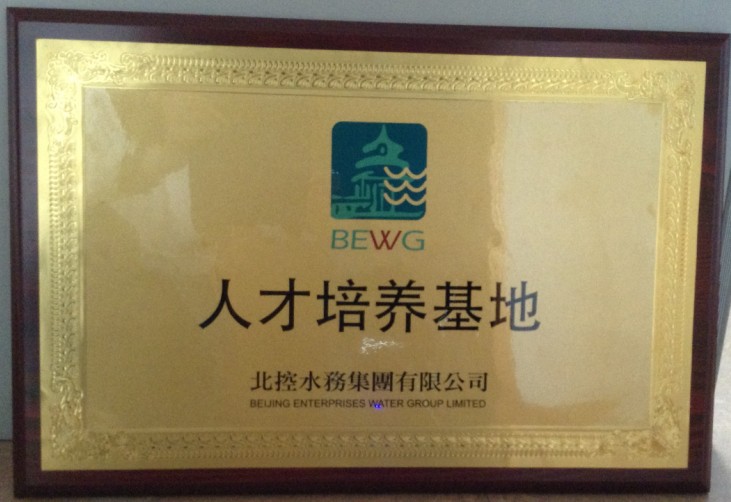 BEWG
人才培养基地
北控水務集團有限公司
BEIJING ENTERPRISES WATER GROUP LIMITED